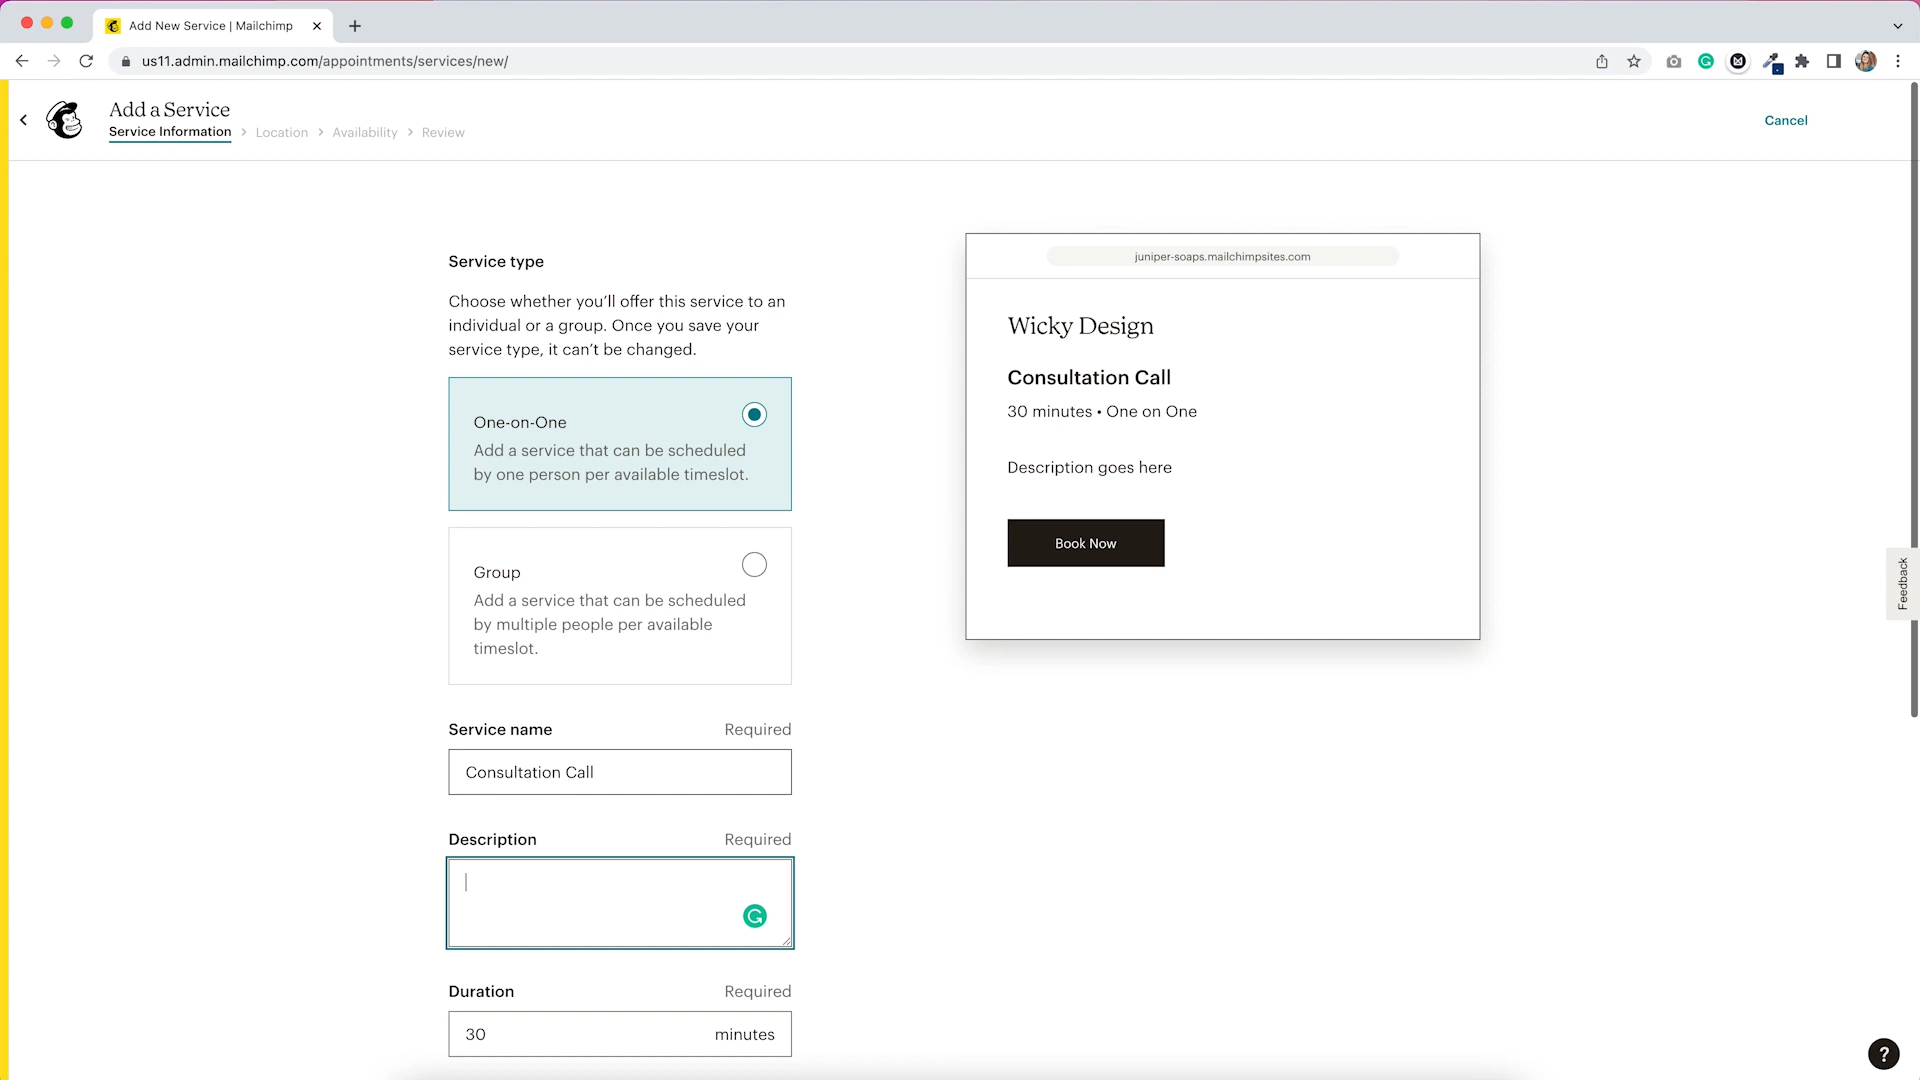 Add New Service | Mailchimp
us11.admin.mailchimp.com/appointments/services/new/
Add a Service
Service Information > Location > Availability > Review
Cancel
Service type
Choose whether you'll offer this service to an
individual or a group. Once you save your
service type, it can't be changed.
One-on-One
Add a service that can be scheduled
by one person per available timeslot.
Group
Add a service that can be scheduled
by multiple people per available
timeslot.
Service name Required
Consultation Call
Description Required
Duration Required
30 minutes
juniper-soaps.mailchimpsites.com
Wicky Design
Consultation Call
30 minutes • One on One
Description goes here
Book Now
Feedback
?